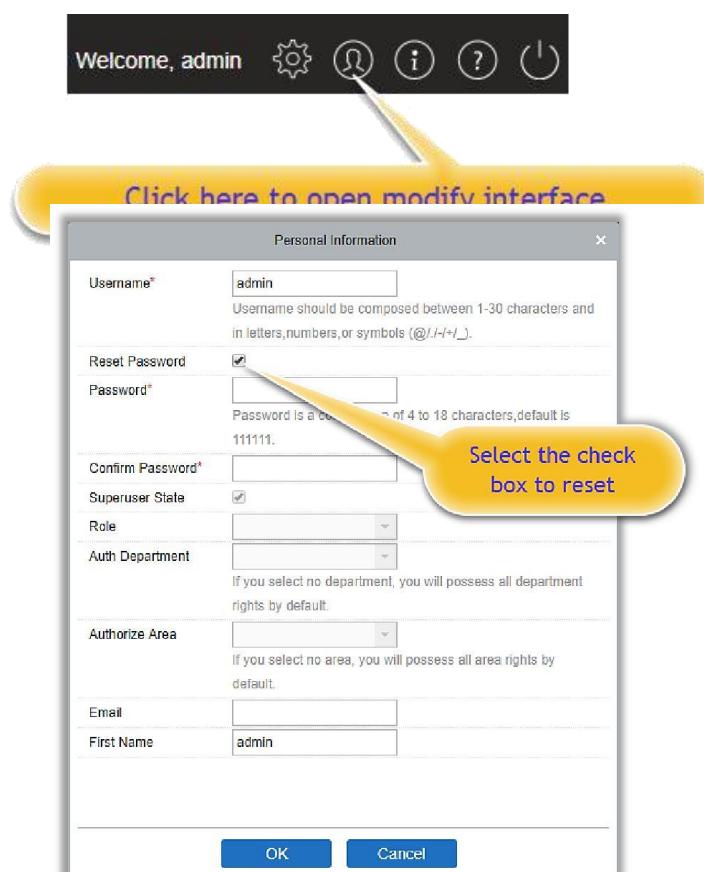 Welcome, admin
Click here to open modify interface
Personal Information
Username*
admin
Username should be composed between 1-30 characters and
in letters,numbers,or symbols (@/./-/+/_).
Reset Password
Password*
Password is a of 4 to 18 characters,default is
111111.
Select the check
box to reset
Confirm Password*
Superuser State
Role
Auth Department
If you select no department, you will possess all department
rights by default.
Authorize Area
If you select no area, you will possess all area rights by
default.
Email
First Name
admin
OK
Cancel